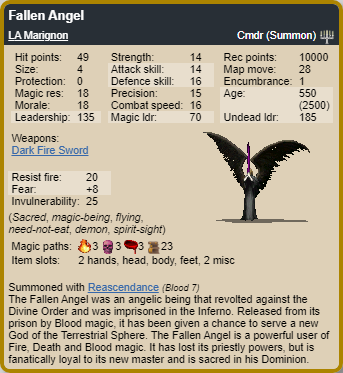 Fallen Angel
LA Marignon Cmdr (Summon)
Hit points: 49 Strength: 14 Rec points: 10000
Size: 4 Attack skill: 14 Map move: 28
Protection: 0 Defence skill: 16 Encumbrance: 1
Magic res: 18 Precision: 15 Age: 550
Morale: 18 Combat speed: 16 (2500)
Leadership: 135 Magic ldr: 70 Undead ldr: 185
Weapons:
Dark Fire Sword
Resist fire: 20
Fear: +8
Invulnerability: 25
(Sacred, magic-being, flying,
need-not-eat, demon, spirit-sight)
Magic paths: 3 3 3 23
Item slots: 2 hands, head, body, feet, 2 misc
Summoned with Reascendance (Blood 7)
The Fallen Angel was an angelic being that revolted against the
Divine Order and was imprisoned in the Inferno. Released from its
prison by Blood magic, it has been given a chance to serve a new
God of the Terrestrial Sphere. The Fallen Angel is a powerful user of
Fire, Death and Blood magic. It has lost its priestly powers, but is
fanatically loyal to its new master and is sacred in his Dominion.